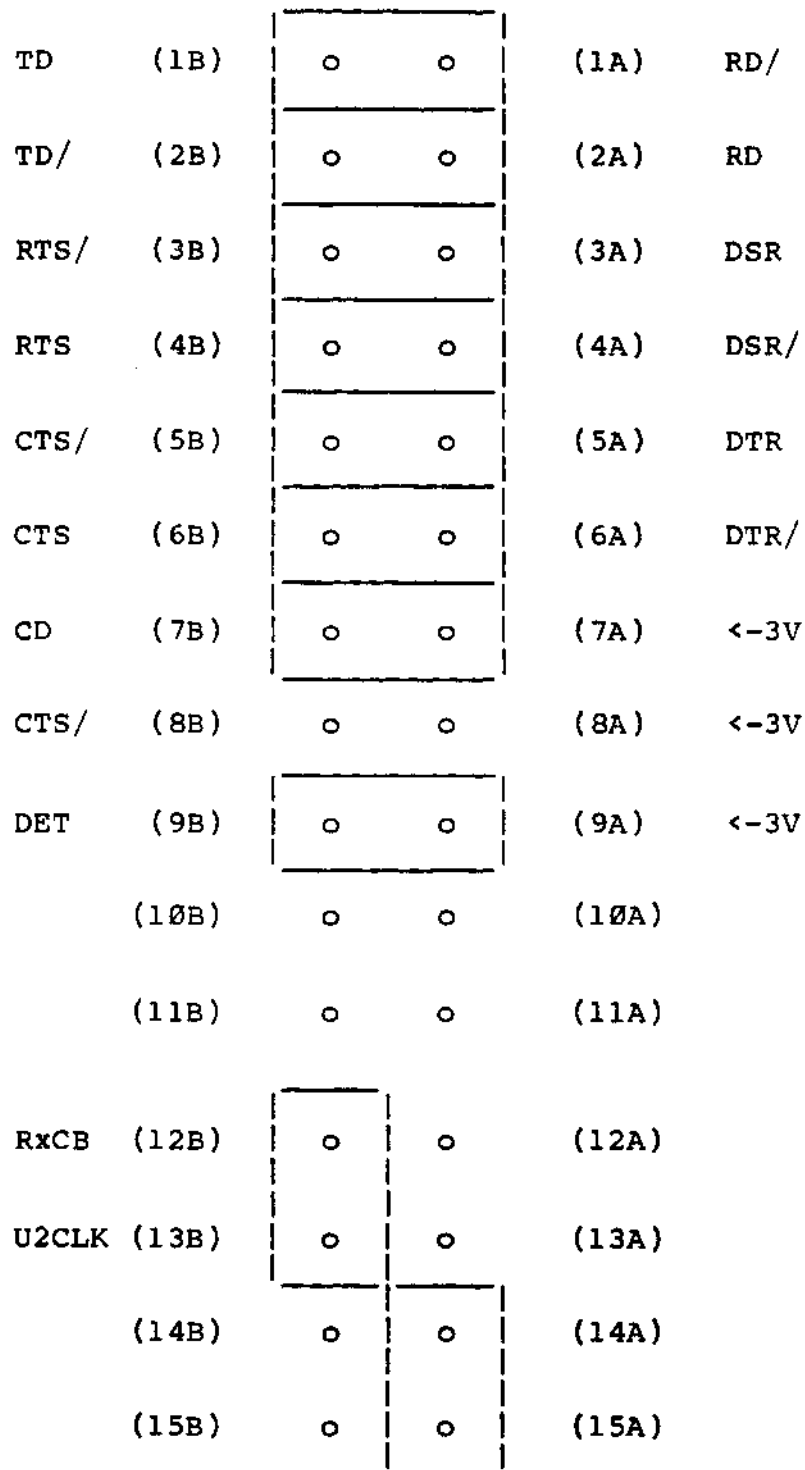 TD (1B) (1A) RD/
TD/ (2B) (2A) RD
RTS/ (3B) (3A) DSR
RTS (4B) (4A) DSR/
CTS/ (5B) (5A) DTR
CTS (6B) (6A) DTR/
CD (7B) (7A) <-3V
CTS/ (8B) (8A) <-3V
DET (9B) (9A) <-3V
(1ØB) (1ØA)
(11B) (11A)
RxCB (12B) (12A)
U2CLK (13B) (13A)
(14B) (14A)
(15B) (15A)